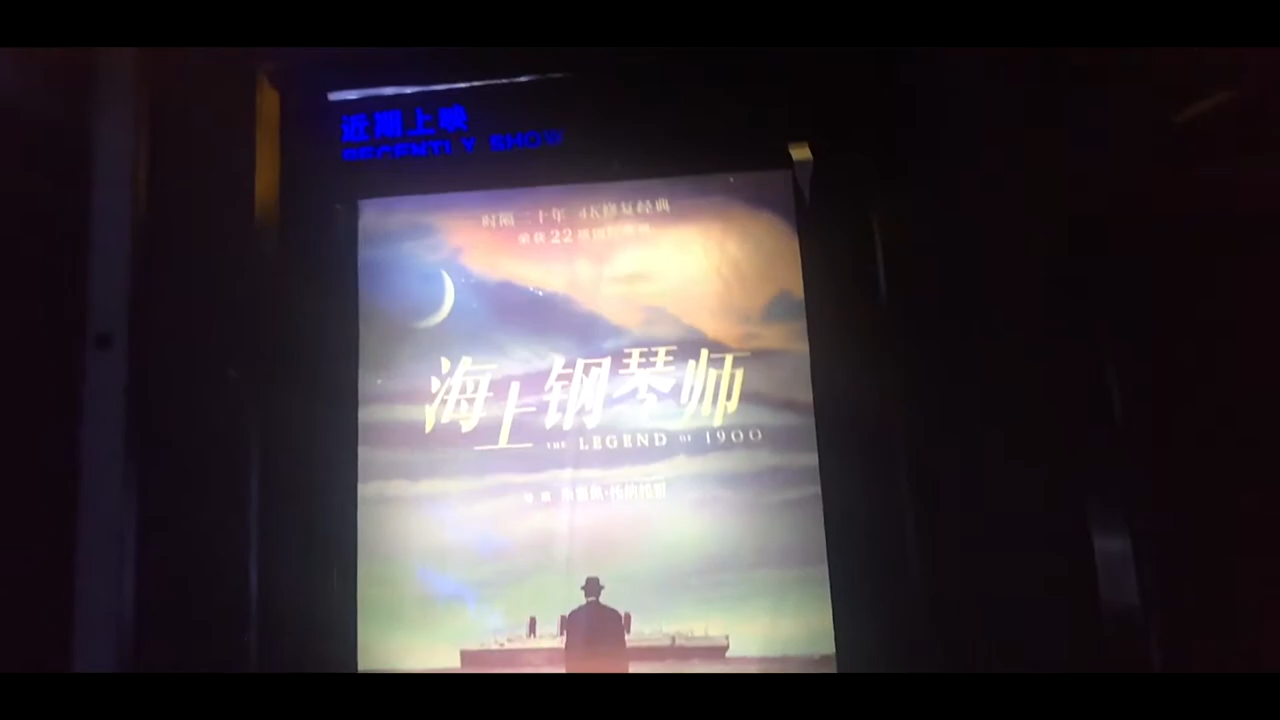 近期上映
RECENTLY SHOW
时隔二十年 4K修复经典
荣获22
海上钢琴师
THE LEGEND OF 1900